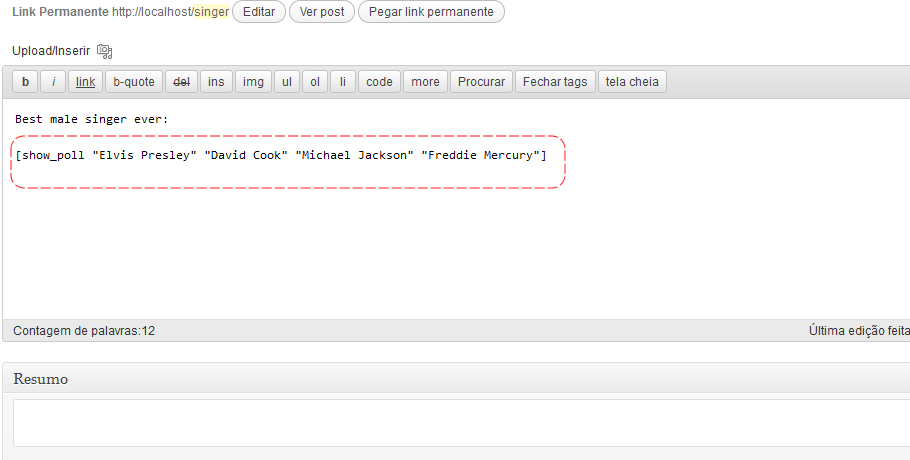 Link Permanente http://localhost/singer Editar Ver post Pegar link permanente
Upload/Inserir
b i link b-quote del ins img ul ol li code more Procurar Fechar tags tela cheia
Best male singer ever:
[show_poll "Elvis Presley" "David Cook" "Michael Jackson" "Freddie Mercury"]
Contagem de palavras:12 Última edição feita
Resumo